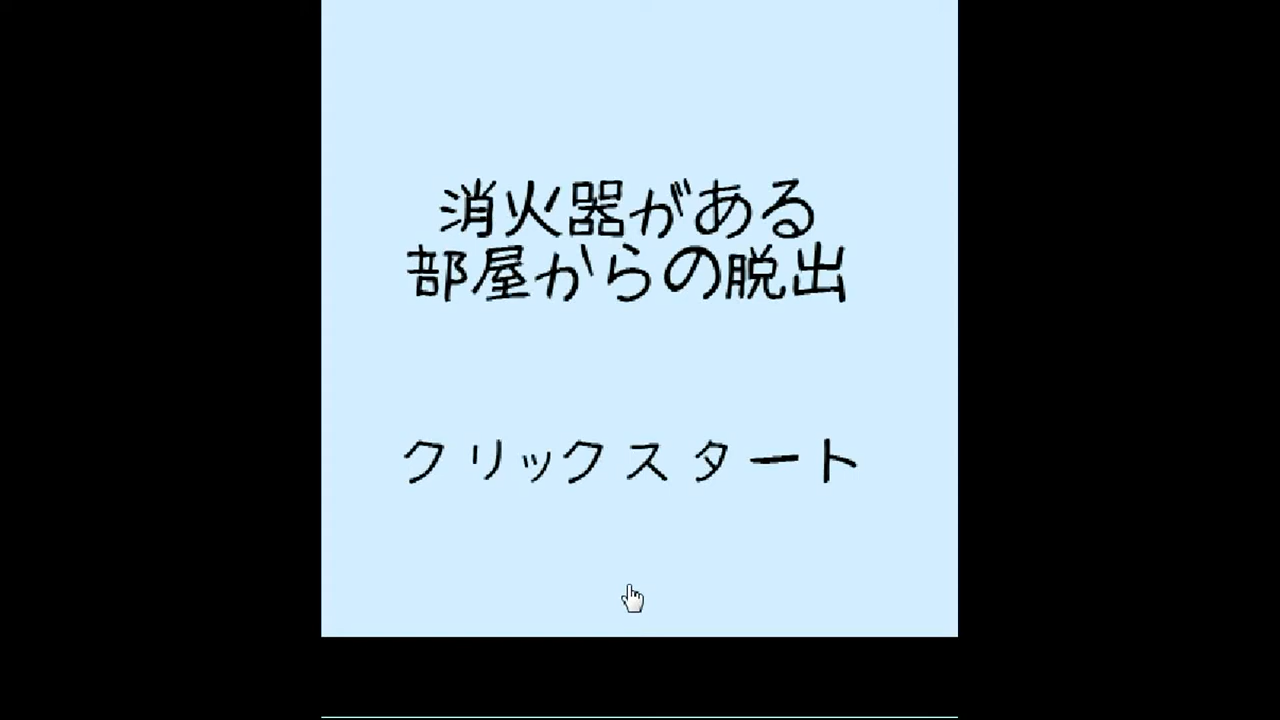 消火器がある
部屋からの脱出
クリックスタート